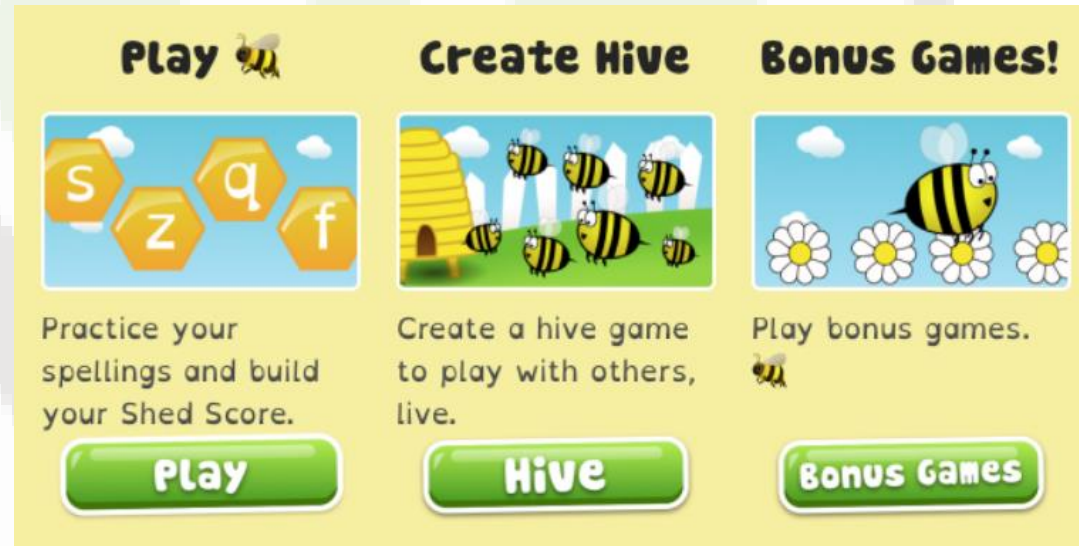 Play 🐝
s
z
q
f
Practice your
spellings and build
your Shed Score.
Play
Create Hive
Create a hive game
to play with others,
live.
Hive
Bonus Games!
Play bonus games.
🐝
Bonus Games